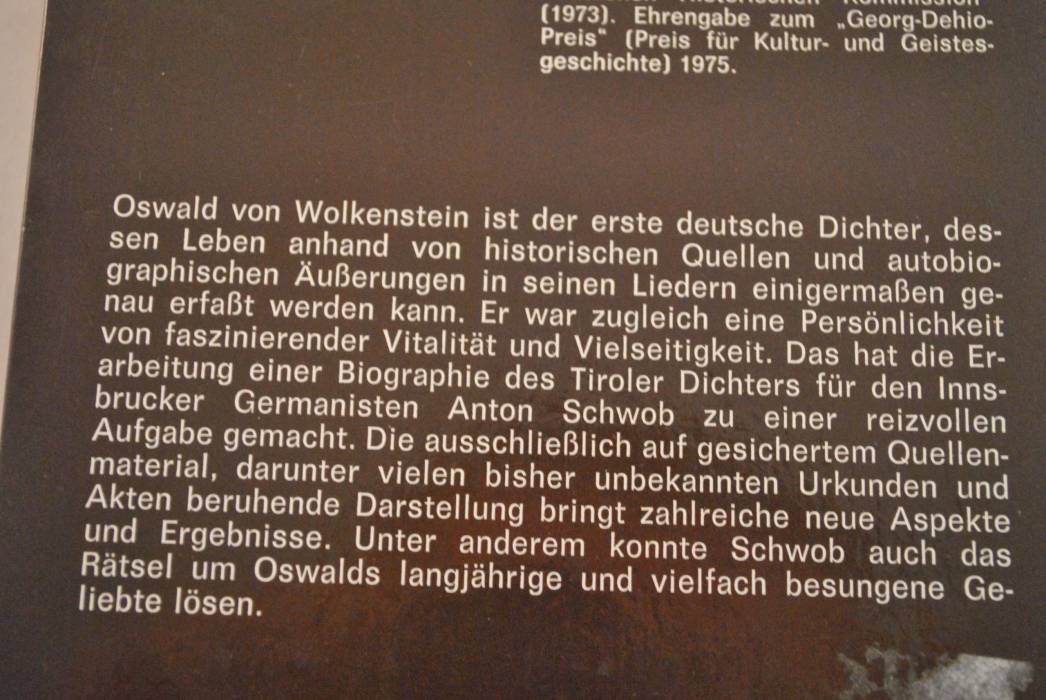 (1973). Ehrengabe zum „Georg-Dehio-
Preis“ (Preis für Kultur- und Geistes-
geschichte) 1975.
Oswald von Wolkenstein ist der erste deutsche Dichter, des-
sen Leben anhand von historischen Quellen und autobio-
graphischen Äußerungen in seinen Liedern einigermaßen ge-
nau erfaßt werden kann. Er war zugleich eine Persönlichkeit
von faszinierender Vitalität und Vielseitigkeit. Das hat die Er-
arbeitung einer Biographie des Tiroler Dichters für den Inns-
brucker Germanisten Anton Schwob zu einer reizvollen
Aufgabe gemacht. Die ausschließlich auf gesichertem Quellen-
material, darunter vielen bisher unbekannten Urkunden und
Akten beruhende Darstellung bringt zahlreiche neue Aspekte
und Ergebnisse. Unter anderem konnte Schwob auch das
Rätsel um Oswalds langjährige und vielfach besungene Ge-
liebte lösen.